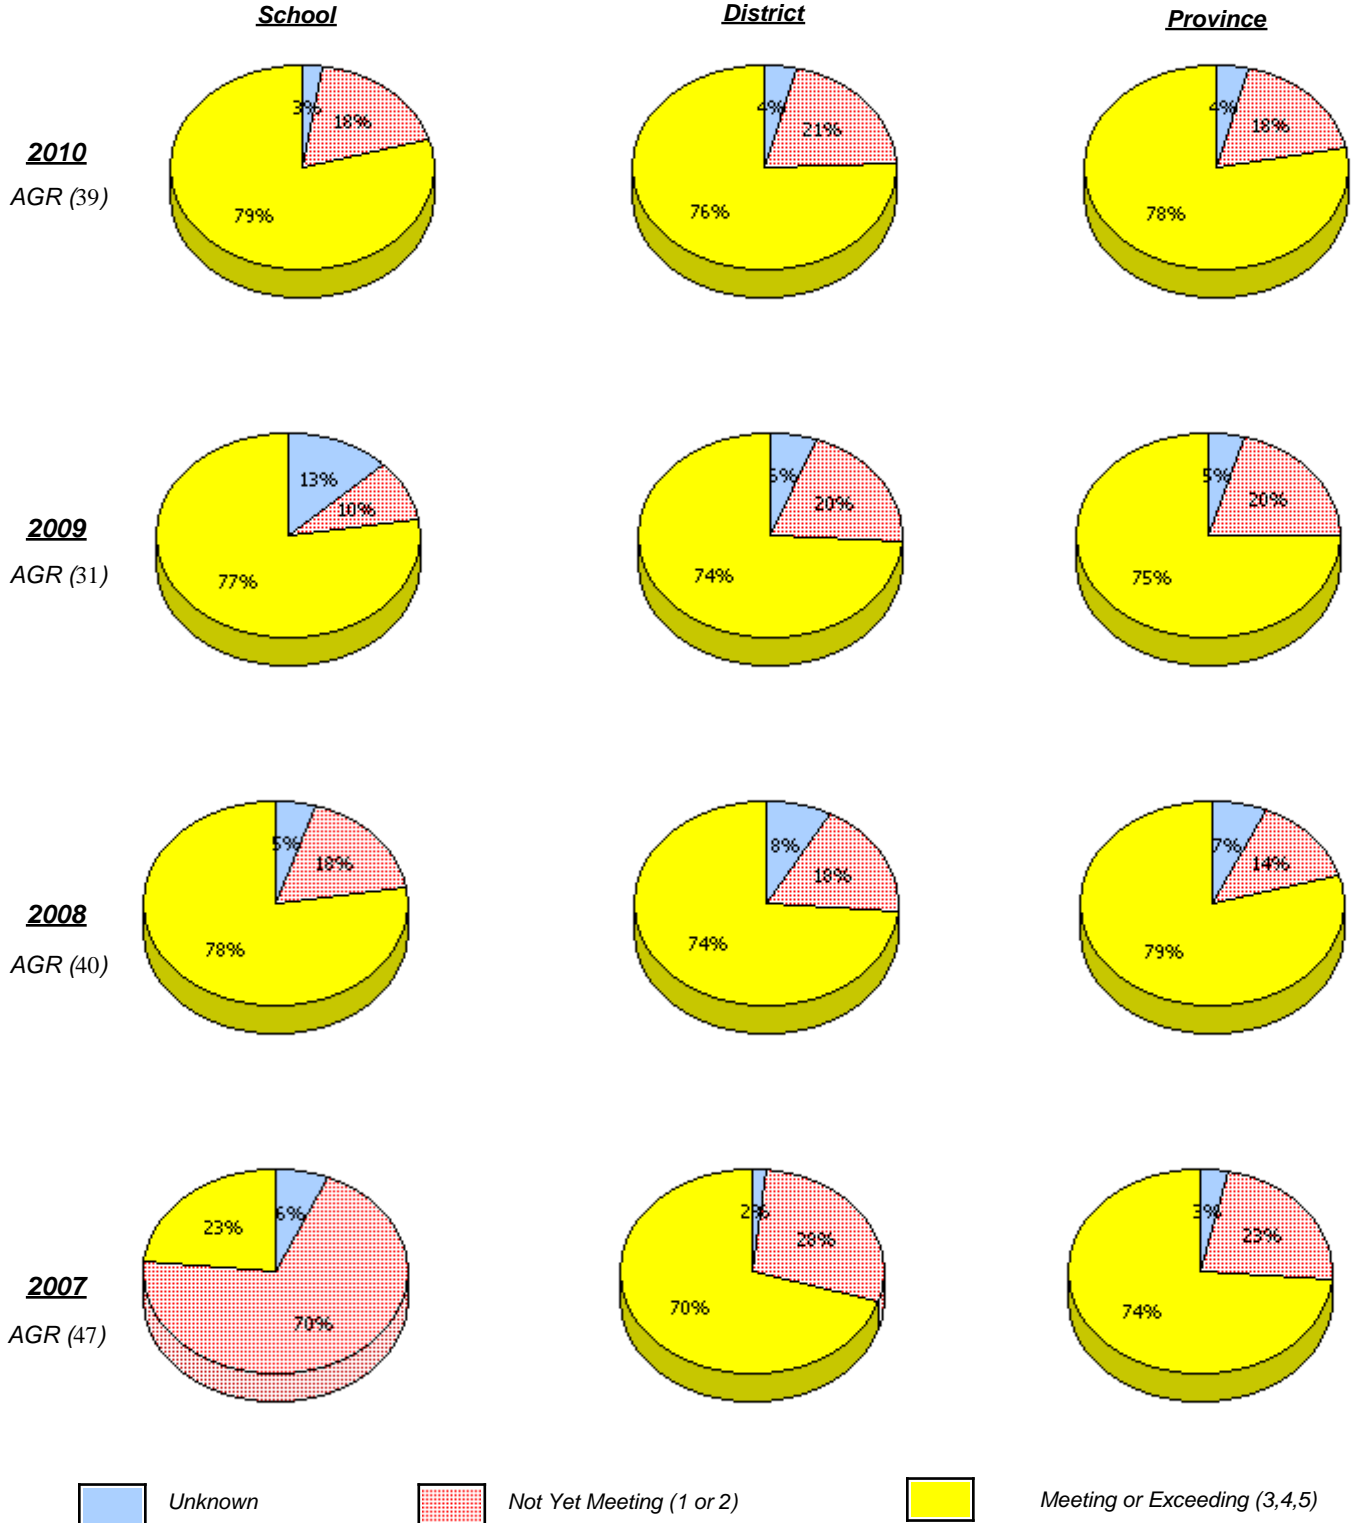 School District Province
3% 18% 79%
4% 21% 76%
4% 18% 78%
2010
AGR (39)
13% 10% 77%
20% 74%
5% 20% 75%
2009
AGR (31)
5% 18% 78%
8% 18% 74%
7% 14% 79%
2008
AGR (40)
23% 6% 70%
2% 28% 70%
3% 23% 74%
2007
AGR (47)
Unknown Not Yet Meeting (1 or 2) Meeting or Exceeding (3,4,5)